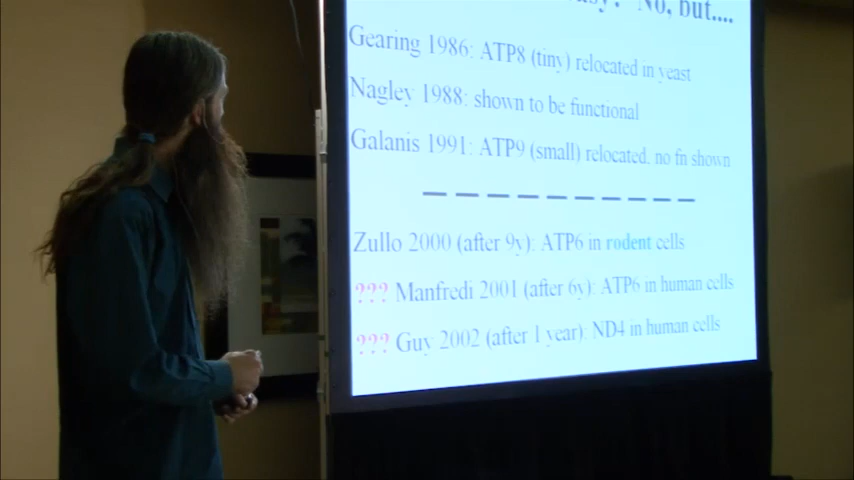 No, but....
Gearing 1986: ATP8 (tiny) relocated in yeast
Nagley 1988: shown to be functional
Galanis 1991: ATP9 (small) relocated, no fn shown
Zullo 2000 (after 9y): ATP6 in rodent cells
??? Manfredi 2001 (after 6y): ATP6 in human cells
??? Guy 2002 (after 1 year): ND4 in human cells